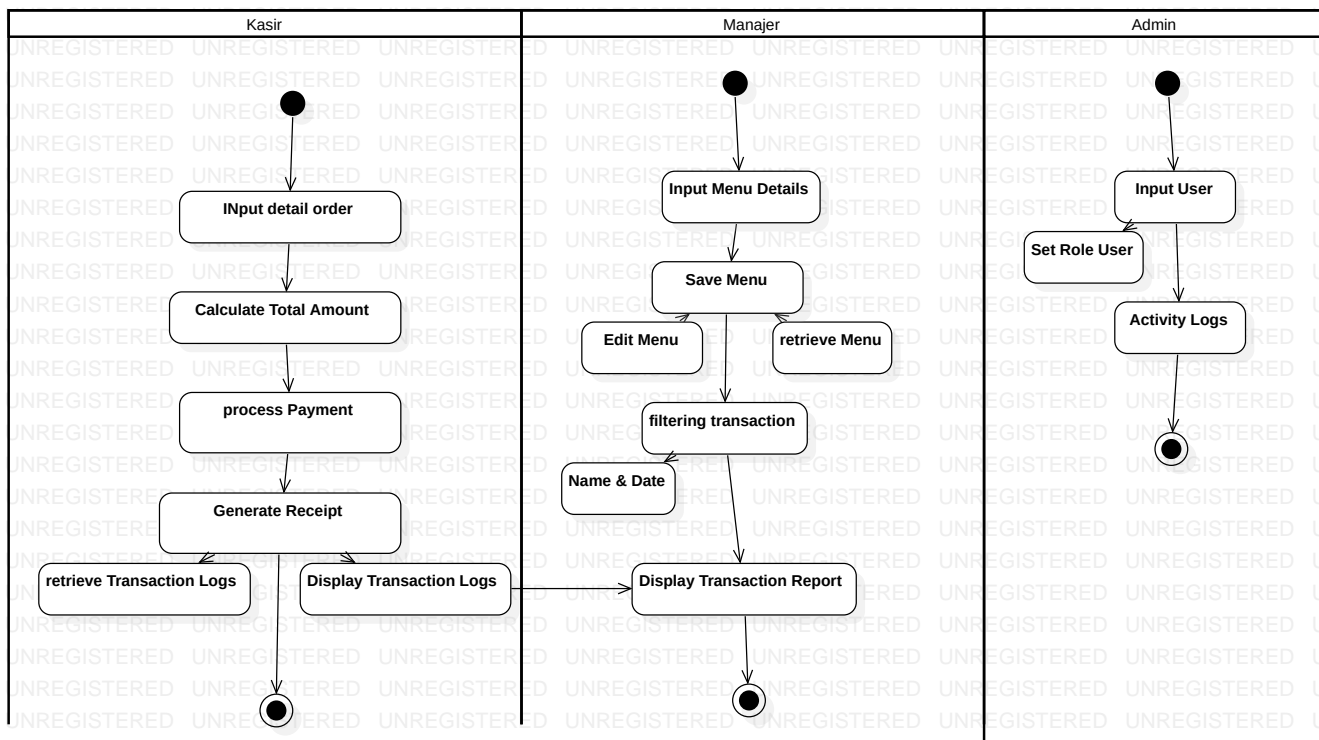 Kasir
Manajer
Admin
INput detail order
Calculate Total Amount
process Payment
Generate Receipt
retrieve Transaction Logs
Display Transaction Logs
Input Menu Details
Save Menu
Edit Menu
retrieve Menu
filtering transaction
Name & Date
Display Transaction Report
Input User
Set Role User
Activity Logs
UNREGISTERED